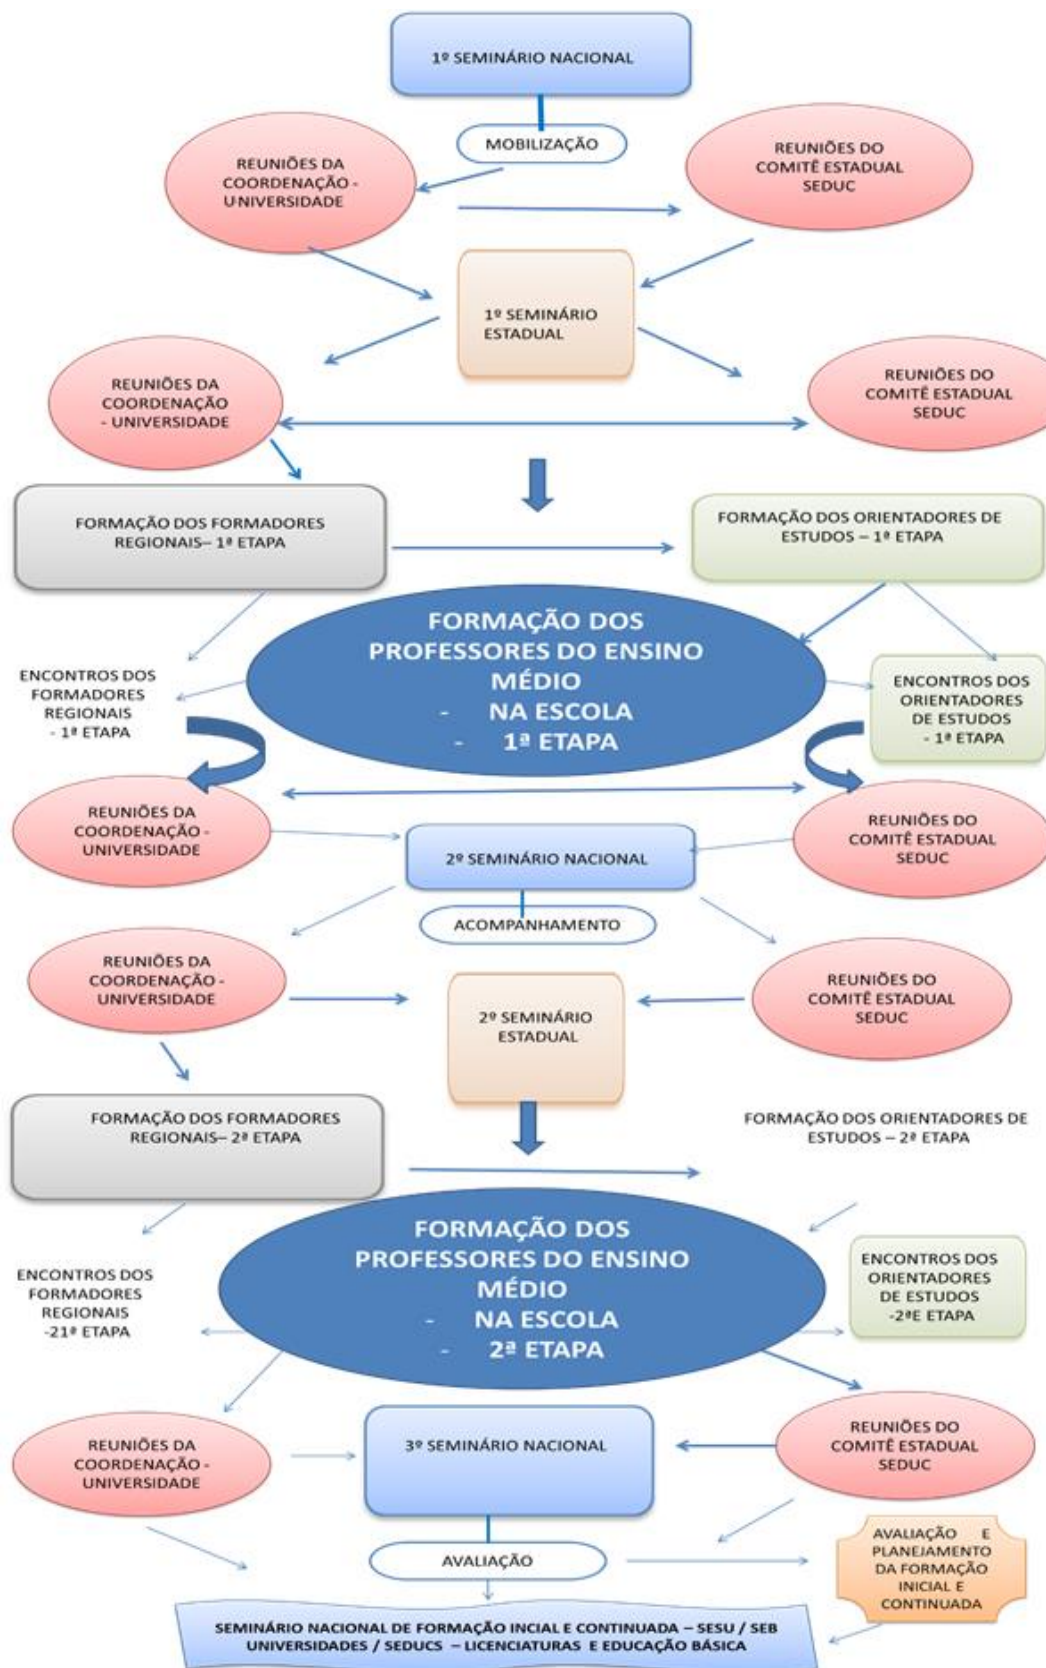 1º SEMINÁRIO NACIONAL
MOBILIZAÇÃO
REUNIÕES DA
COORDENAÇÃO -
UNIVERSIDADE
REUNIÕES DO
COMITÊ ESTADUAL
SEDUC
1º SEMINÁRIO
ESTADUAL
REUNIÕES DA
COORDENAÇÃO
- UNIVERSIDADE
REUNIÕES DO
COMITÊ ESTADUAL
SEDUC
FORMAÇÃO DOS FORMADORES
REGIONAIS– 1ª ETAPA
FORMAÇÃO DOS ORIENTADORES DE
ESTUDOS – 1ª ETAPA
FORMAÇÃO DOS
PROFESSORES DO ENSINO
MÉDIO
- NA ESCOLA
- 1ª ETAPA
ENCONTROS DOS
FORMADORES
REGIONAIS
- 1ª ETAPA
ENCONTROS DOS
ORIENTADORES
DE ESTUDOS
- 1ª ETAPA
REUNIÕES DA
COORDENAÇÃO -
UNIVERSIDADE
2º SEMINÁRIO NACIONAL
REUNIÕES DO
COMITÊ ESTADUAL
SEDUC
ACOMPANHAMENTO
REUNIÕES DA
COORDENAÇÃO -
UNIVERSIDADE
2º SEMINÁRIO
ESTADUAL
REUNIÕES DO
COMITÊ ESTADUAL
SEDUC
FORMAÇÃO DOS FORMADORES
REGIONAIS– 2ª ETAPA
FORMAÇÃO DOS ORIENTADORES DE
ESTUDOS – 2ª ETAPA
FORMAÇÃO DOS
PROFESSORES DO ENSINO
MÉDIO
- NA ESCOLA
- 2ª ETAPA
ENCONTROS DOS
FORMADORES
REGIONAIS
-21ª ETAPA
ENCONTROS DOS
ORIENTADORES
DE ESTUDOS
-2ªE ETAPA
REUNIÕES DA
COORDENAÇÃO -
UNIVERSIDADE
3º SEMINÁRIO NACIONAL
REUNIÕES DO
COMITÊ ESTADUAL
SEDUC
AVALIAÇÃO
AVALIAÇÃO E
PLANEJAMENTO
DA FORMAÇÃO
INICIAL E
CONTINUADA
SEMINÁRIO NACIONAL DE FORMAÇÃO INCIAL E CONTINUADA – SESU / SEB
UNIVERSIDADES / SEDUCS – LICENCIATURAS E EDUCAÇÃO BÁSICA